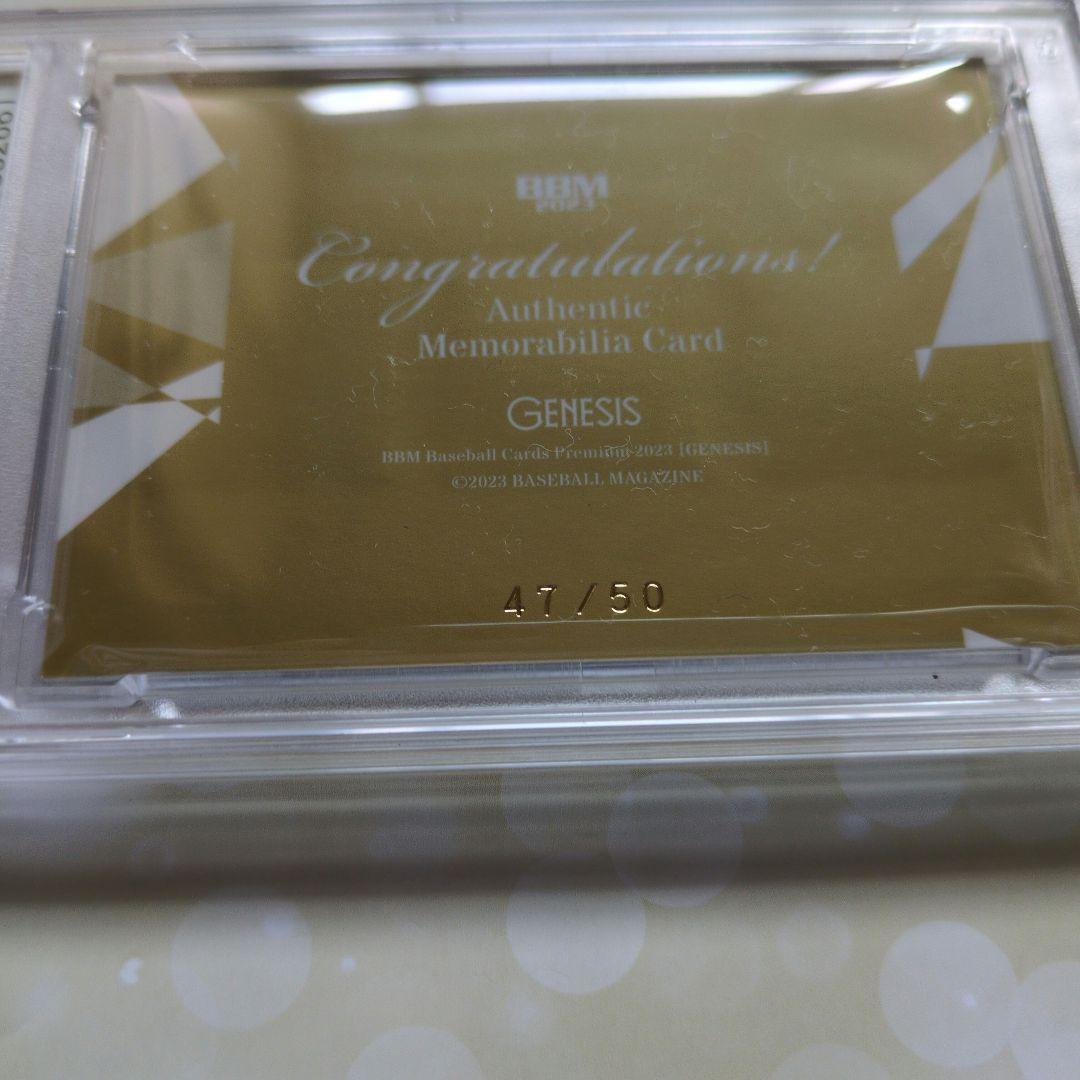 BBM
2023
Congratulations!
Authentic
Memorabilia Card
GENESIS
BBM Baseball Cards Premium 2023 [GENESIS]
©2023 BASEBALL MAGAZINE
47/50